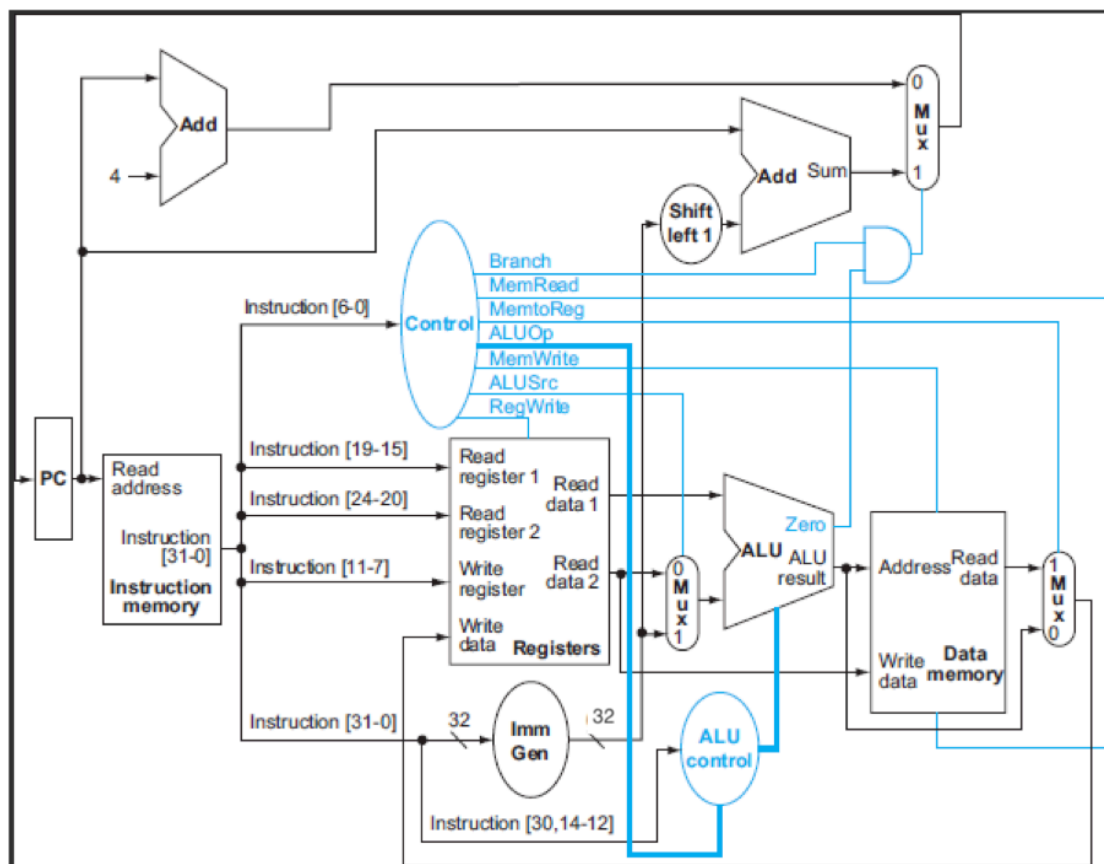 Add
4
0
Mux
1
Add Sum
Shift
left 1
Branch
MemRead
MemtoReg
ALUOp
MemWrite
ALUSrc
RegWrite
Control
Instruction [6-0]
PC
Read
address
Instruction
[31-0]
Instruction
memory
Instruction [19-15]
Instruction [24-20]
Instruction [11-7]
Read
register 1
Read
data 1
Read
register 2
Write
register
Read
data 2
Write
data
Registers
0
Mux
1
Zero
ALU
ALU
result
Address
Read
data
Write
data
Data
memory
1
Mux
0
Instruction [31-0]
32
Imm
Gen
32
ALU
control
Instruction [30,14-12]